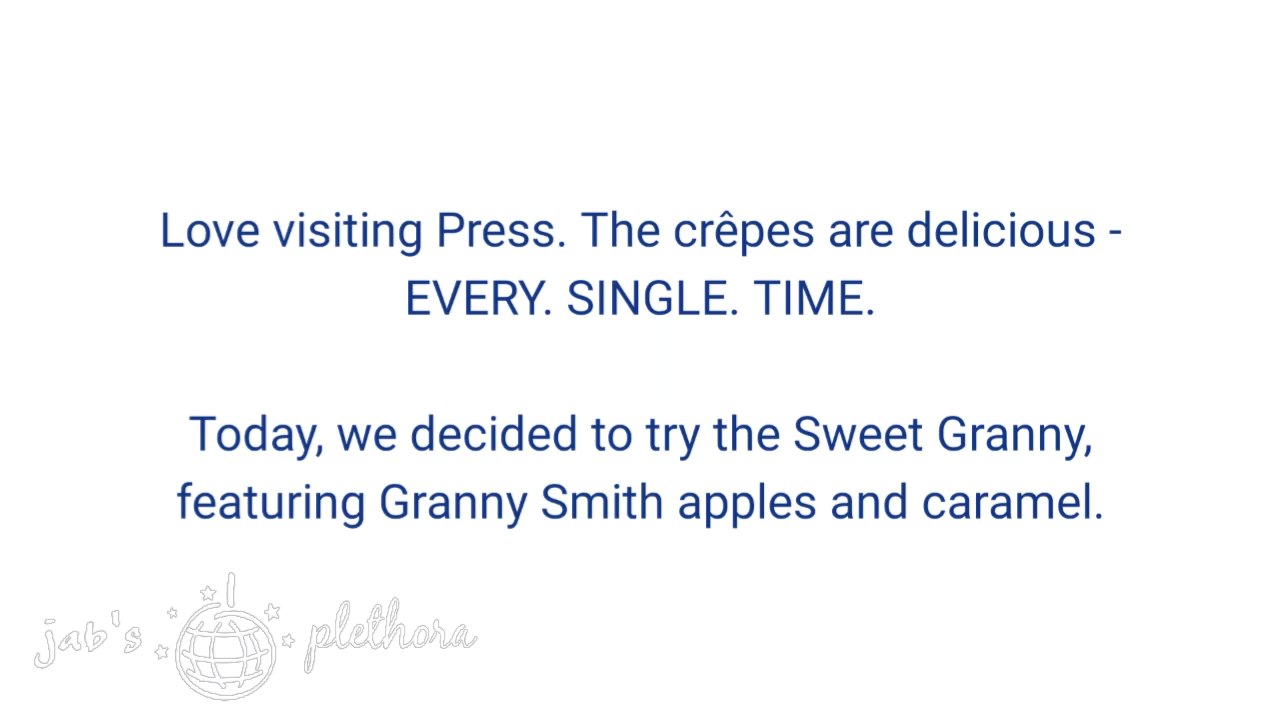 Love visiting Press. The crêpes are delicious -
EVERY. SINGLE. TIME.
Today, we decided to try the Sweet Granny,
featuring Granny Smith apples and caramel.
jab's plethora